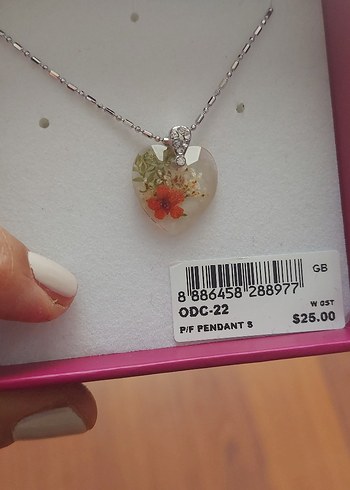 GB
8 886458 288977
ODC-22
W GST
P/F PENDANT S
$25.00